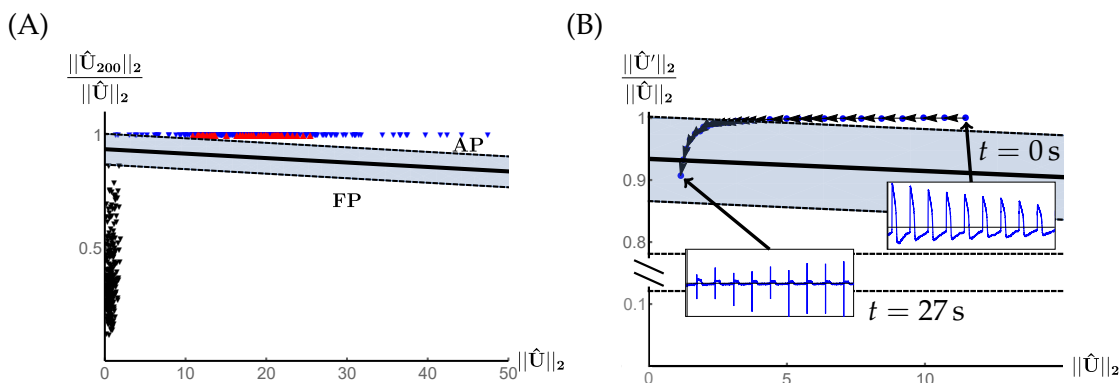 (A)
||Û₂₀₀||₂
||Û||₂
1
0.5
AP
FP
0 10 20 30 40 50
||Û||₂
(B)
||Û'||₂
||Û||₂
1
0.9
0.8
0.1
t = 0 s
t = 27 s
0 5 10
||Û||₂